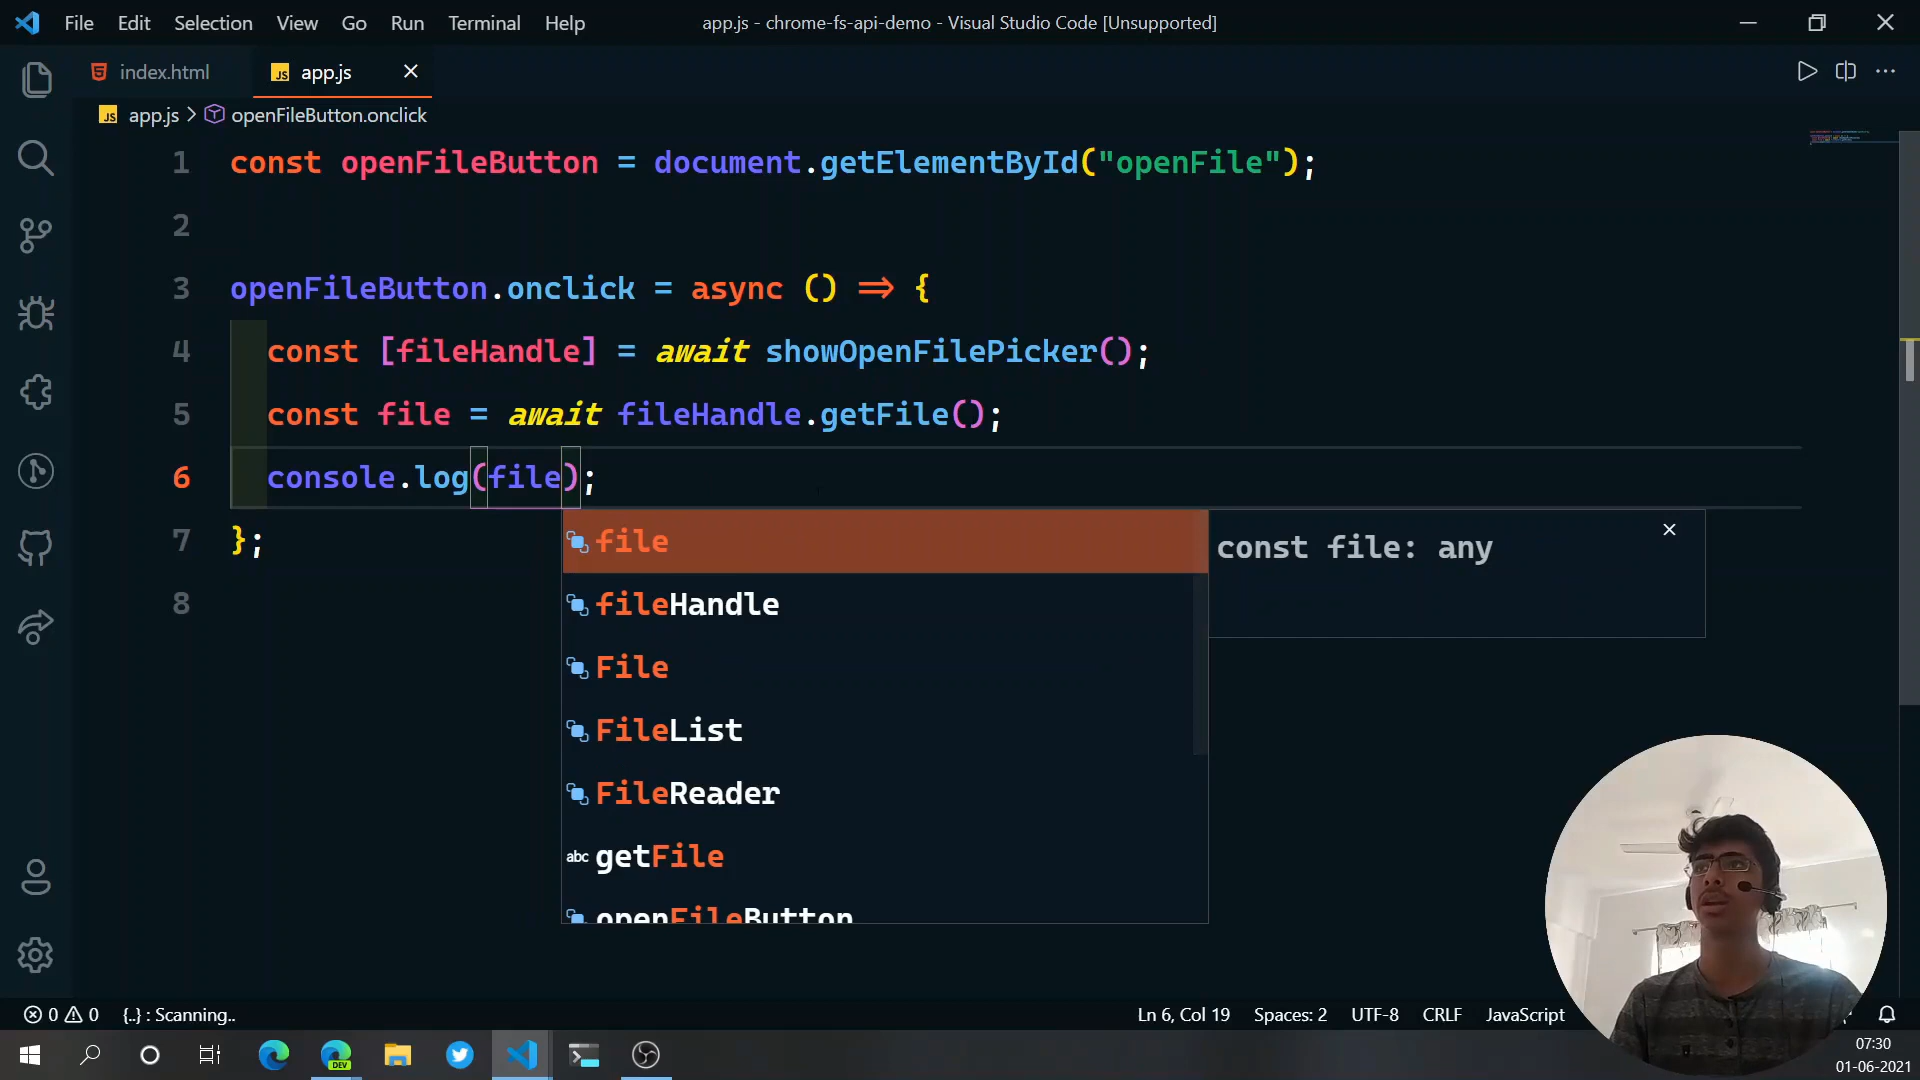 File Edit Selection View Go Run Terminal Help app.js - chrome-fs-api-demo - Visual Studio Code [Unsupported]
index.html JS app.js
JS app.js > openFileButton.onclick
1 const openFileButton = document.getElementById("openFile");
2
3 openFileButton.onclick = async () => {
4 const [fileHandle] = await showOpenFilePicker();
5 const file = await fileHandle.getFile();
6 console.log(file);
7 };
8
file
const file: any
fileHandle
File
FileList
FileReader
abc getFile
openFileButton
0 0 {..} : Scanning.. Ln 6, Col 19 Spaces: 2 UTF-8 CRLF JavaScript
DEV
07:30
01-06-2021